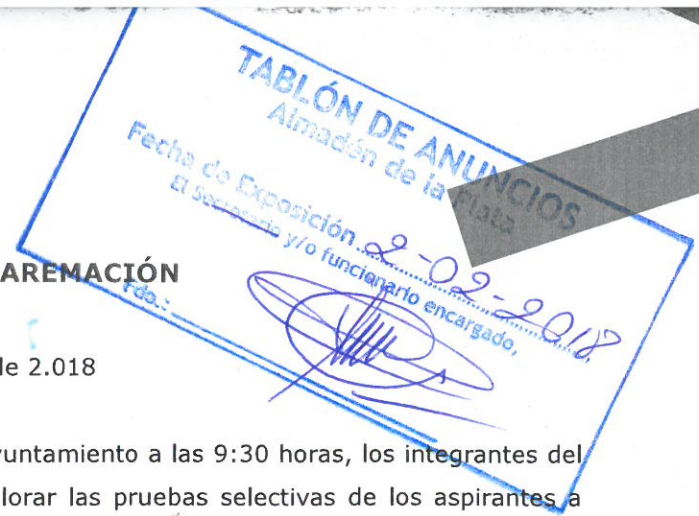 TABLÓN DE ANUNCIOS
Almadén de la Plata
Fecha de Exposición 2-02-2018
El Secretario y/o funcionario encargado,
Fdo.:
AREMACIÓN
de 2.018
yuntamiento a las 9:30 horas, los integrantes del
lorar las pruebas selectivas de los aspirantes a